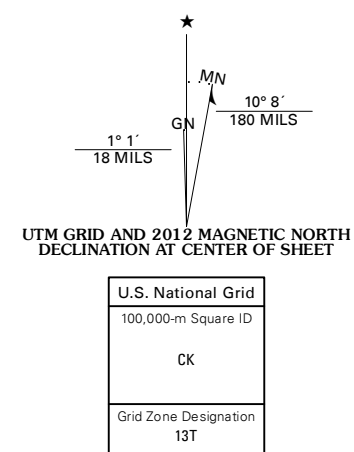 ★
MN
GN
10° 8´
180 MILS
1° 1´
18 MILS
UTM GRID AND 2012 MAGNETIC NORTH
DECLINATION AT CENTER OF SHEET
U.S. National Grid
100,000-m Square ID
CK
Grid Zone Designation
13T